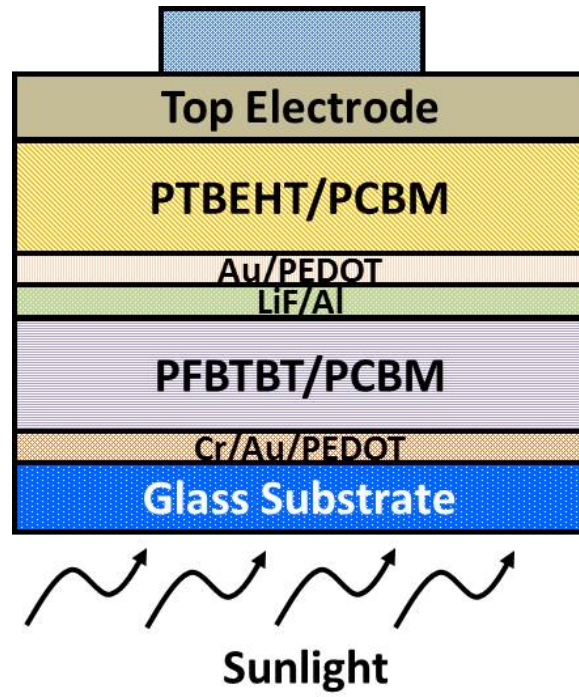 Top Electrode
PTBEHT/PCBM
Au/PEDOT
LiF/Al
PFBTBT/PCBM
Cr/Au/PEDOT
Glass Substrate
Sunlight